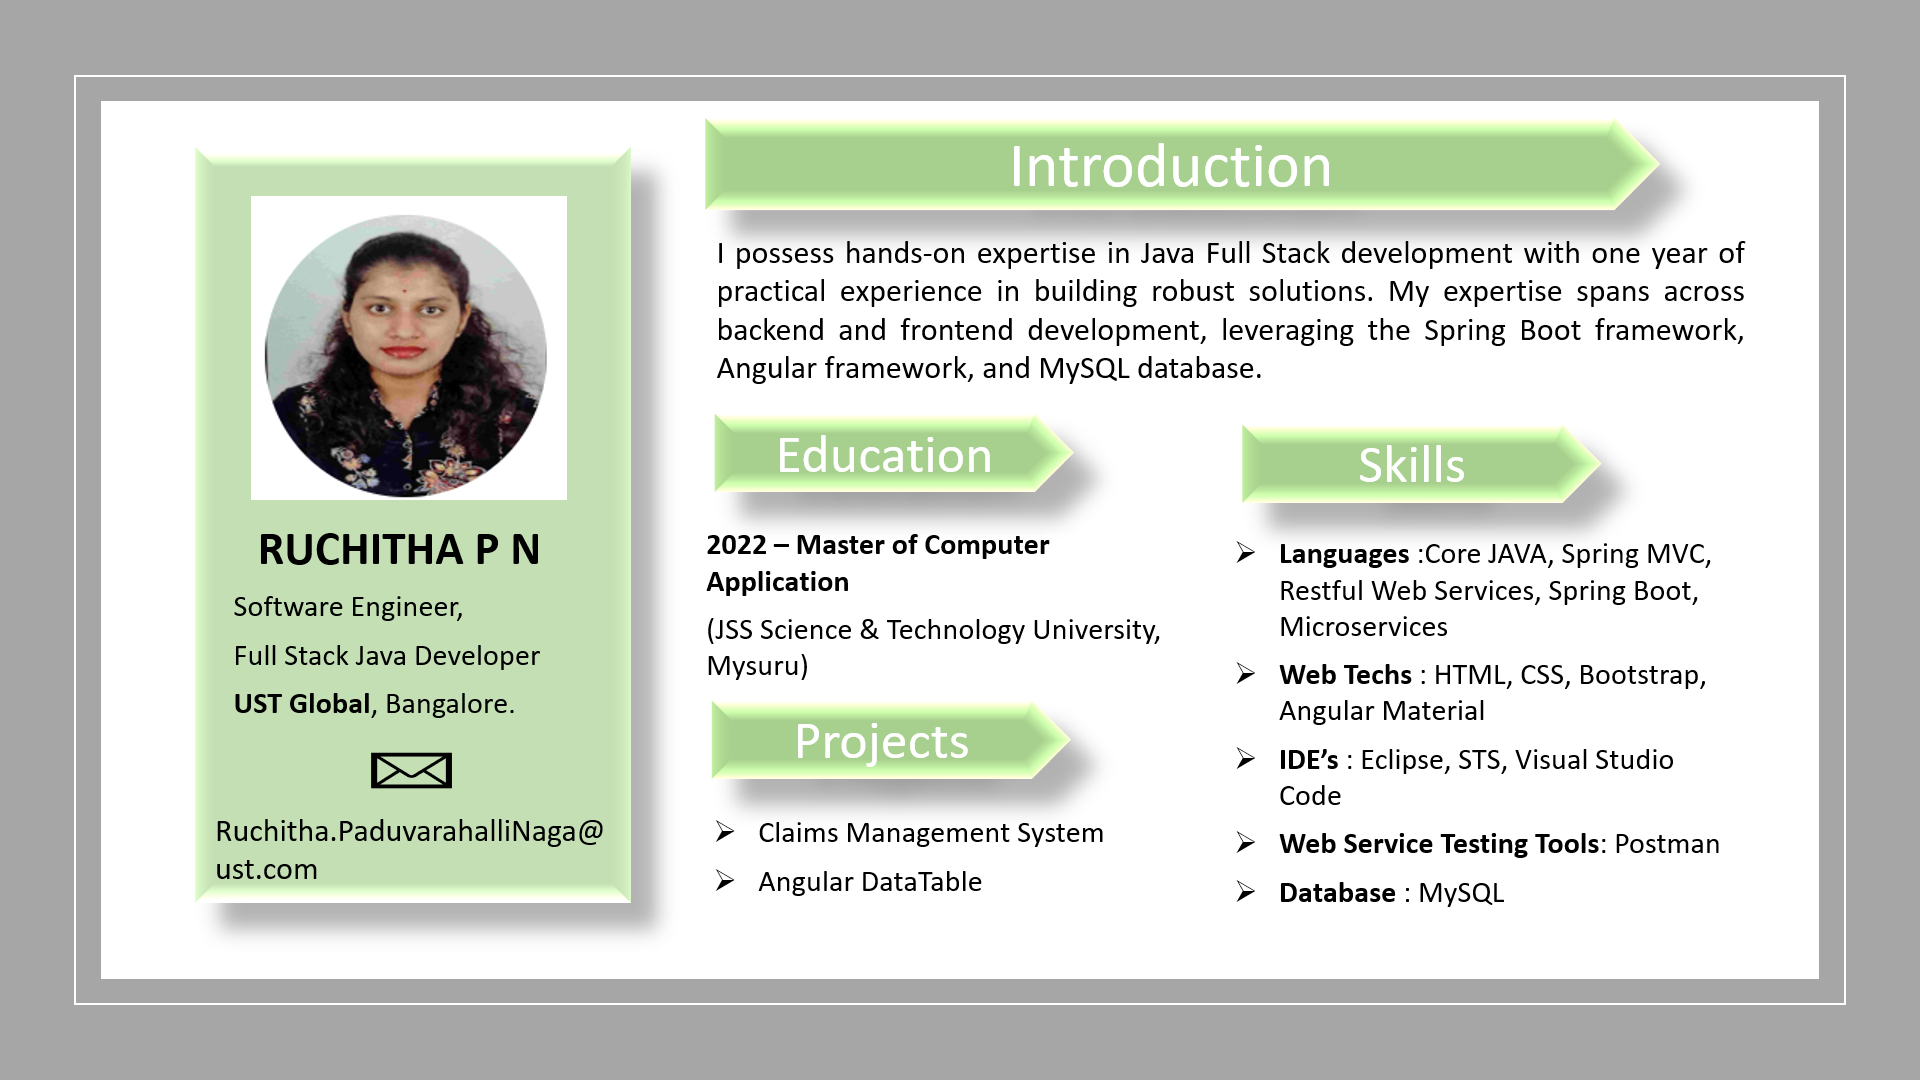 RUCHITHA P N
Software Engineer,
Full Stack Java Developer
UST Global, Bangalore.
Ruchitha.PaduvarahalliNaga@
ust.com
Introduction
I possess hands-on expertise in Java Full Stack development with one year of
practical experience in building robust solutions. My expertise spans across
backend and frontend development, leveraging the Spring Boot framework,
Angular framework, and MySQL database.
Education
2022 – Master of Computer
Application
(JSS Science & Technology University,
Mysuru)
Projects
➢ Claims Management System
➢ Angular DataTable
Skills
➢ Languages :Core JAVA, Spring MVC,
Restful Web Services, Spring Boot,
Microservices
➢ Web Techs : HTML, CSS, Bootstrap,
Angular Material
➢ IDE’s : Eclipse, STS, Visual Studio
Code
➢ Web Service Testing Tools: Postman
➢ Database : MySQL